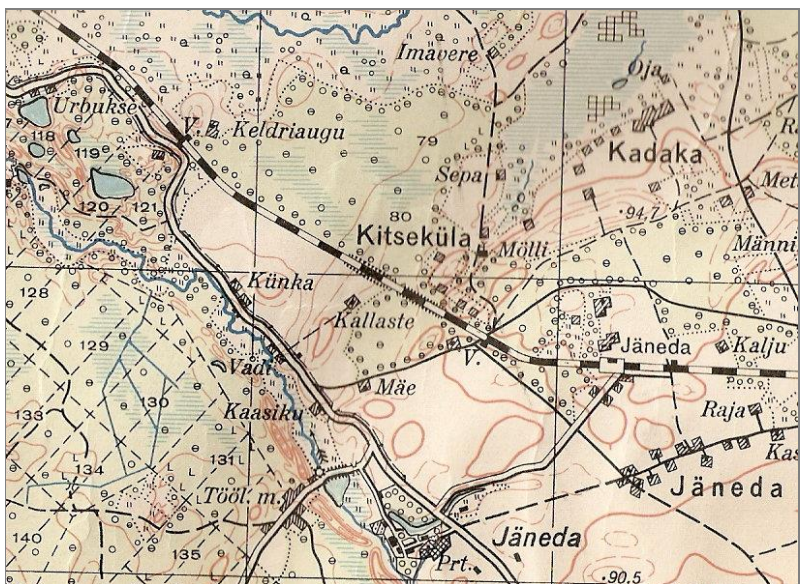 Imavere
Oja
Urbukse
V.
Keldriaugu
79
118
119
Kadaka
Sepa
Met
120
121
80
94,7
Kitseküla
Mölli
Männi
128
Künka
Kallaste
129
Jäneda
Kalju
V.
Vadi
Mäe
130
Kaasiku
133
Raja
131
Kas
134
Jäneda
Tööl. m.
Jäneda
140
135
Prt.
90,5